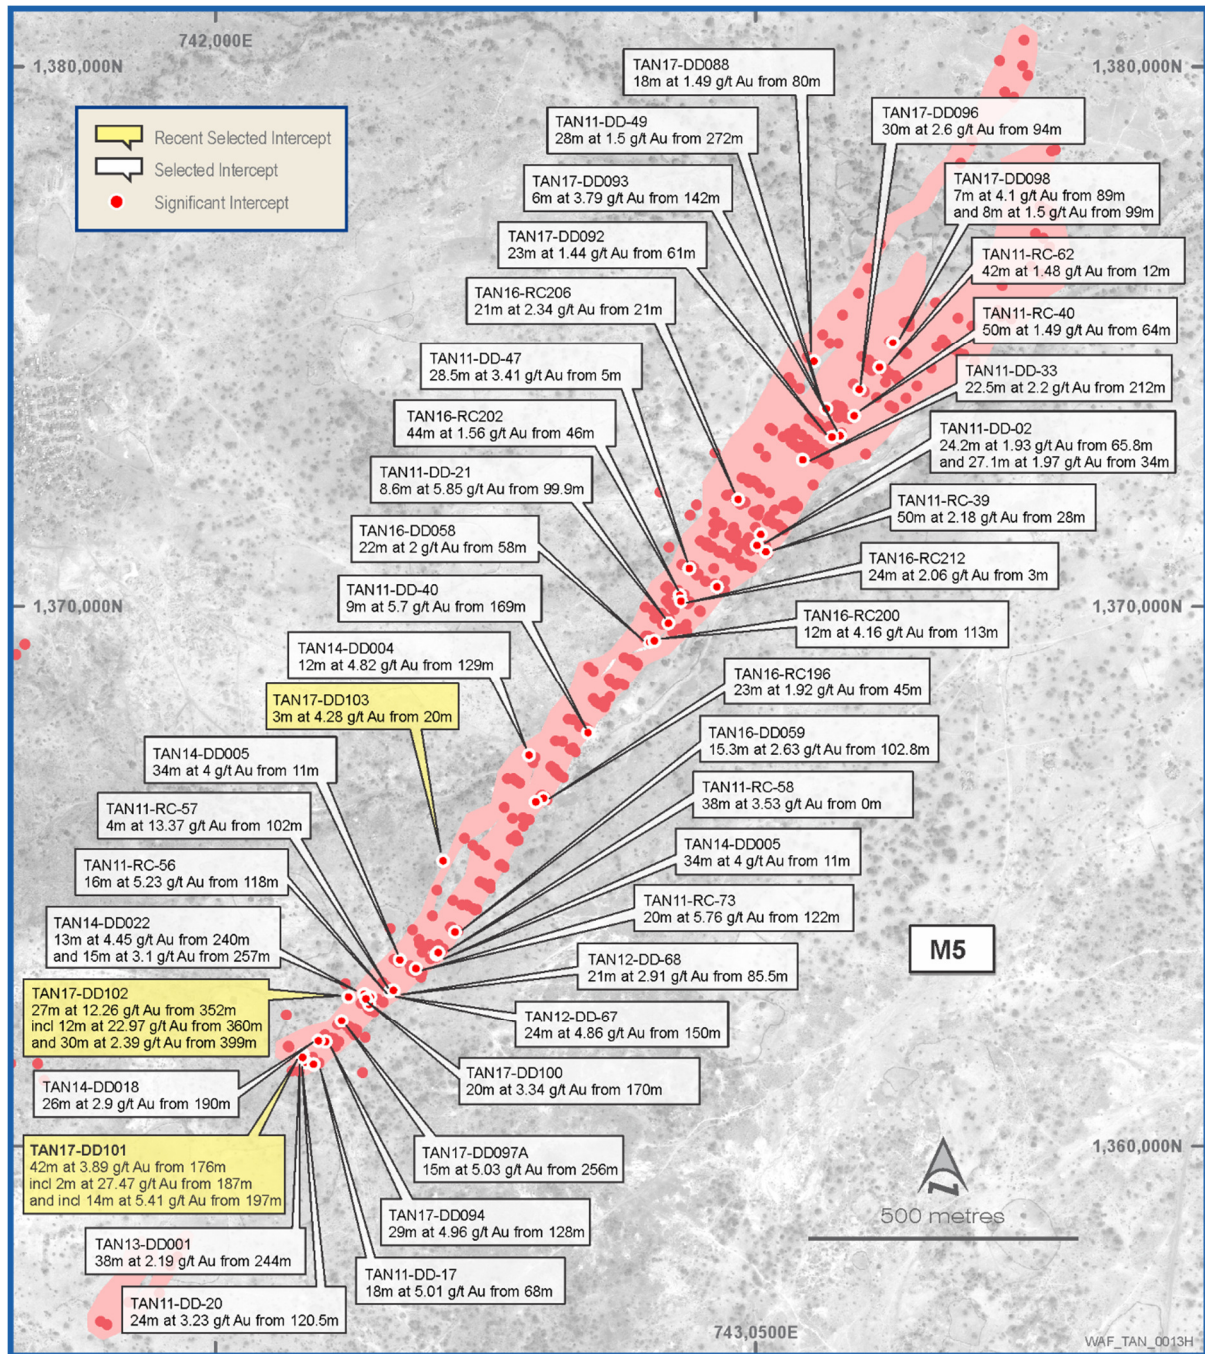 742,000E
1,380,000N
1,380,000N
Recent Selected Intercept
Selected Intercept
Significant Intercept
TAN17-DD088
18m at 1.49 g/t Au from 80m
TAN11-DD-49
28m at 1.5 g/t Au from 272m
TAN17-DD096
30m at 2.6 g/t Au from 94m
TAN17-DD093
6m at 3.79 g/t Au from 142m
TAN17-DD098
7m at 4.1 g/t Au from 89m
and 8m at 1.5 g/t Au from 99m
TAN17-DD092
23m at 1.44 g/t Au from 61m
TAN11-RC-62
42m at 1.48 g/t Au from 12m
TAN16-RC206
21m at 2.34 g/t Au from 21m
TAN11-RC-40
50m at 1.49 g/t Au from 64m
TAN11-DD-47
28.5m at 3.41 g/t Au from 5m
TAN11-DD-33
22.5m at 2.2 g/t Au from 212m
TAN16-RC202
44m at 1.56 g/t Au from 46m
TAN11-DD-02
24.2m at 1.93 g/t Au from 65.8m
and 27.1m at 1.97 g/t Au from 34m
TAN11-DD-21
8.6m at 5.85 g/t Au from 99.9m
TAN11-RC-39
50m at 2.18 g/t Au from 28m
TAN16-DD058
22m at 2 g/t Au from 58m
TAN16-RC212
24m at 2.06 g/t Au from 3m
TAN11-DD-40
9m at 5.7 g/t Au from 169m
1,370,000N
1,370,000N
TAN16-RC200
12m at 4.16 g/t Au from 113m
TAN14-DD004
12m at 4.82 g/t Au from 129m
TAN16-RC196
23m at 1.92 g/t Au from 45m
TAN17-DD103
3m at 4.28 g/t Au from 20m
TAN16-DD059
15.3m at 2.63 g/t Au from 102.8m
TAN14-DD005
34m at 4 g/t Au from 11m
TAN11-RC-58
38m at 3.53 g/t Au from 0m
TAN11-RC-57
4m at 13.37 g/t Au from 102m
TAN14-DD005
34m at 4 g/t Au from 11m
TAN11-RC-56
16m at 5.23 g/t Au from 118m
TAN11-RC-73
20m at 5.76 g/t Au from 122m
TAN14-DD022
13m at 4.45 g/t Au from 240m
and 15m at 3.1 g/t Au from 257m
M5
TAN12-DD-68
21m at 2.91 g/t Au from 85.5m
TAN17-DD102
27m at 12.26 g/t Au from 352m
incl 12m at 22.97 g/t Au from 360m
and 30m at 2.39 g/t Au from 399m
TAN12-DD-67
24m at 4.86 g/t Au from 150m
TAN14-DD018
26m at 2.9 g/t Au from 190m
TAN17-DD100
20m at 3.34 g/t Au from 170m
TAN17-DD101
42m at 3.89 g/t Au from 176m
incl 2m at 27.47 g/t Au from 187m
and incl 14m at 5.41 g/t Au from 197m
TAN17-DD097A
15m at 5.03 g/t Au from 256m
1,360,000N
N
500 metres
TAN17-DD094
29m at 4.96 g/t Au from 128m
TAN13-DD001
38m at 2.19 g/t Au from 244m
TAN11-DD-17
18m at 5.01 g/t Au from 68m
TAN11-DD-20
24m at 3.23 g/t Au from 120.5m
743,0500E
WAF_TAN_0013H